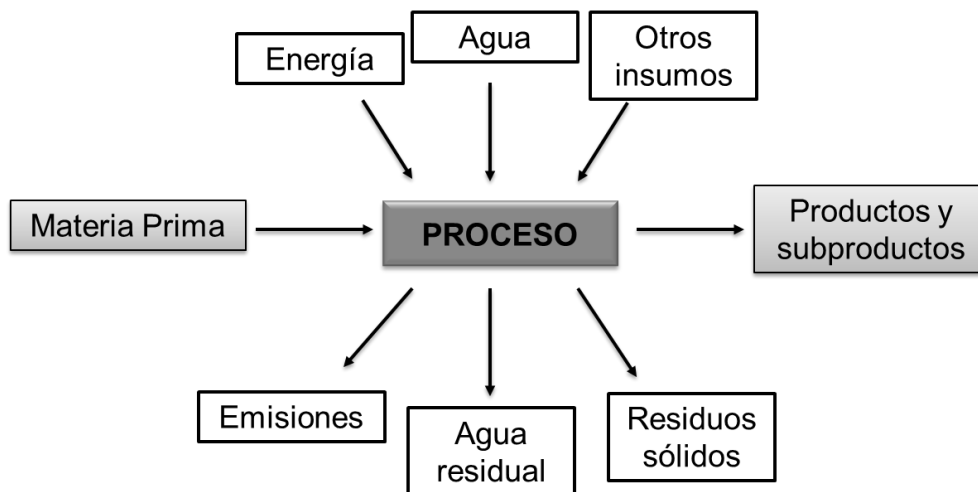 Energía
Agua
Otros
insumos
Materia Prima
PROCESO
Productos y
subproductos
Emisiones
Agua
residual
Residuos
sólidos